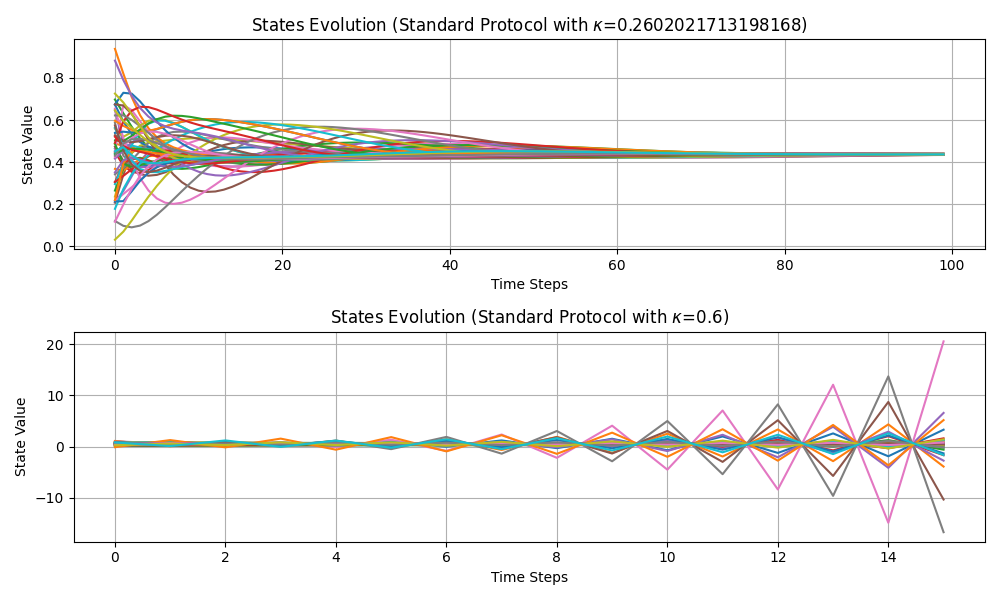 States Evolution (Standard Protocol with κ=0.2602021713198168)
State Value
0.8
0.6
0.4
0.2
0.0
0 20 40 60 80 100
Time Steps
States Evolution (Standard Protocol with κ=0.6)
State Value
20
10
0
−10
0 2 4 6 8 10 12 14
Time Steps